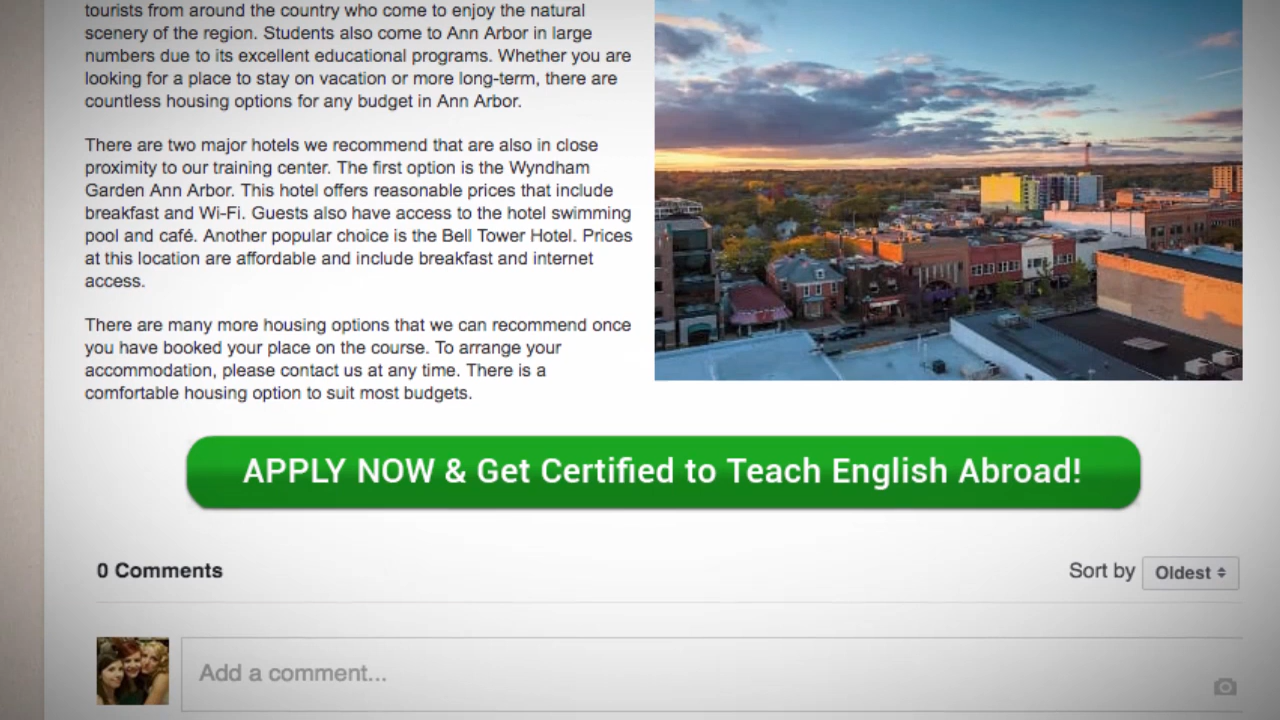 tourists from around the country who come to enjoy the natural
scenery of the region. Students also come to Ann Arbor in large
numbers due to its excellent educational programs. Whether you are
looking for a place to stay on vacation or more long-term, there are
countless housing options for any budget in Ann Arbor.
There are two major hotels we recommend that are also in close
proximity to our training center. The first option is the Wyndham
Garden Ann Arbor. This hotel offers reasonable prices that include
breakfast and Wi-Fi. Guests also have access to the hotel swimming
pool and café. Another popular choice is the Bell Tower Hotel. Prices
at this location are affordable and include breakfast and internet
access.
There are many more housing options that we can recommend once
you have booked your place on the course. To arrange your
accommodation, please contact us at any time. There is a
comfortable housing option to suit most budgets.
APPLY NOW & Get Certified to Teach English Abroad!
0 Comments
Sort by Oldest
Add a comment...